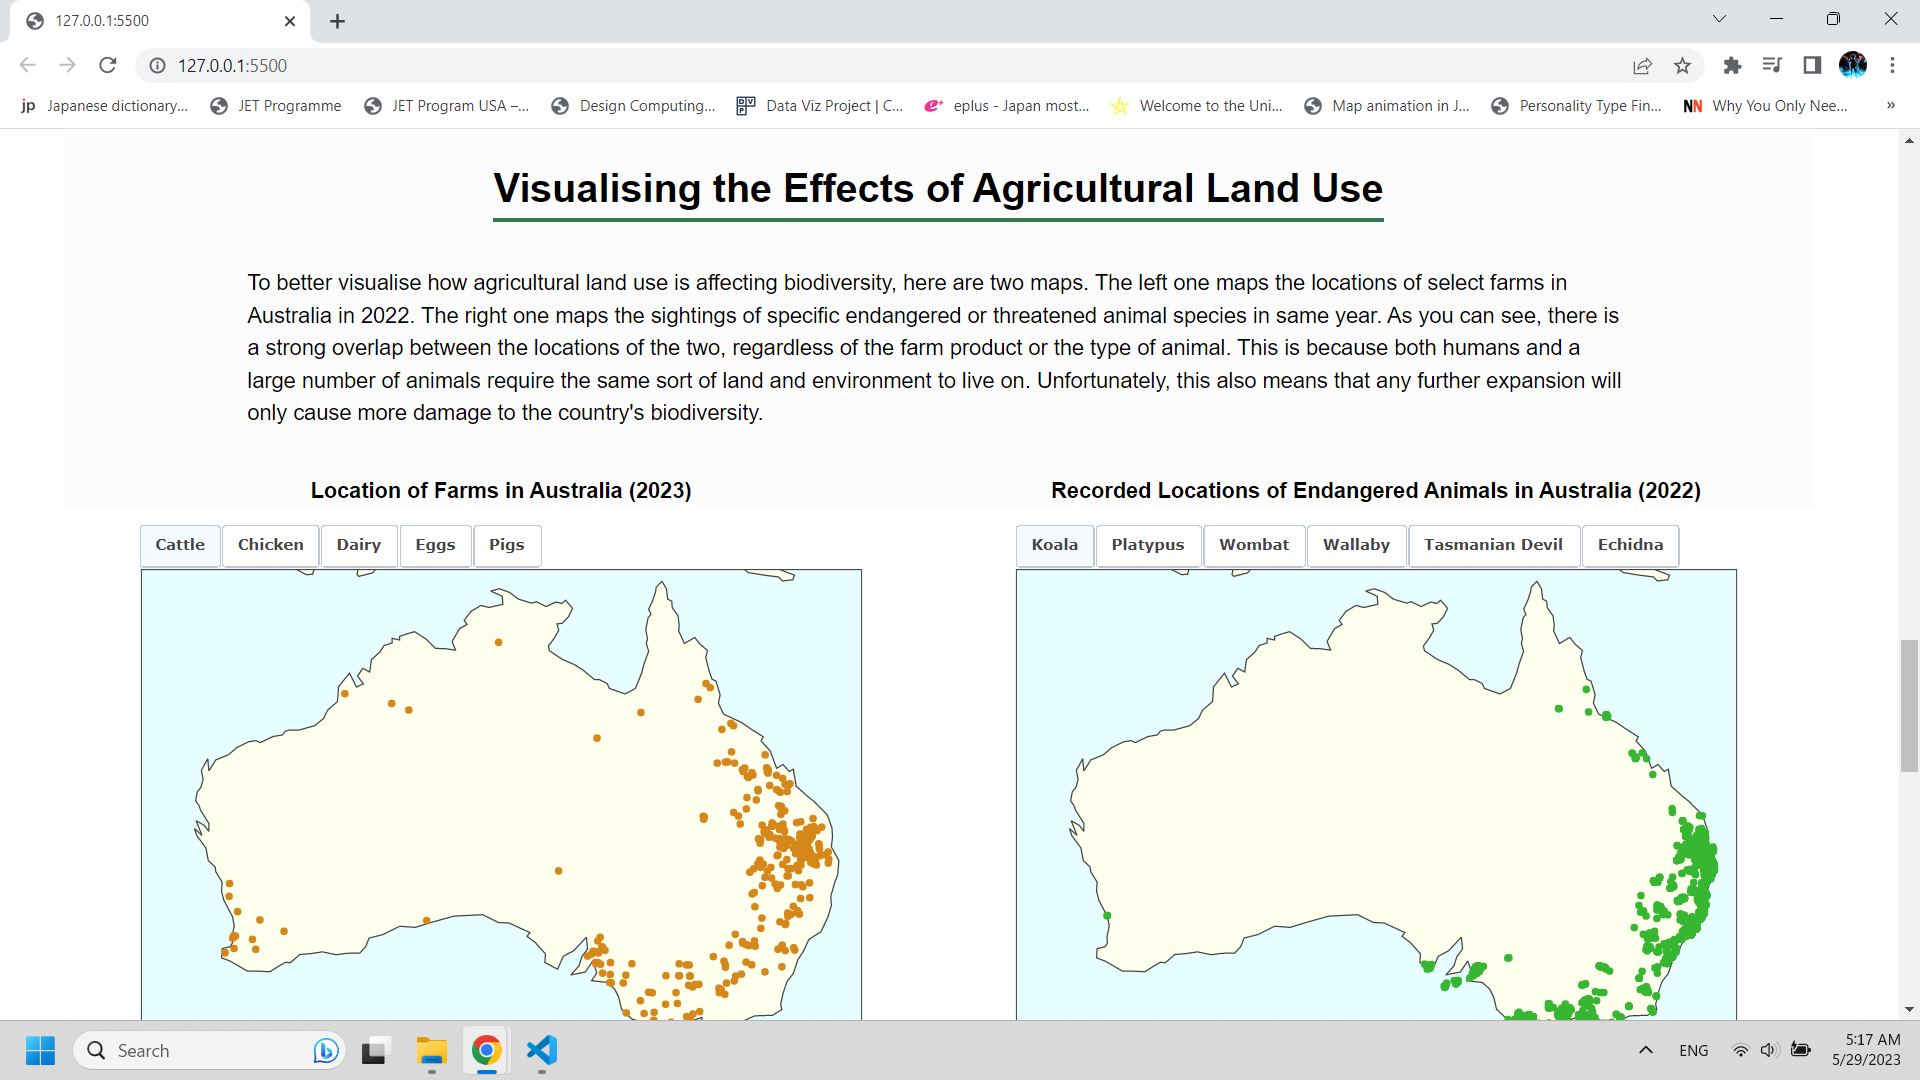 127.0.0.1:5500
127.0.0.1:5500
jp Japanese dictionary... JET Programme JET Program USA –... Design Computing... DV P Data Viz Project | C... e+ eplus - Japan most... Welcome to the Uni... Map animation in J... Personality Type Fin... NN Why You Only Nee... »
Visualising the Effects of Agricultural Land Use
To better visualise how agricultural land use is affecting biodiversity, here are two maps. The left one maps the locations of select farms in
Australia in 2022. The right one maps the sightings of specific endangered or threatened animal species in same year. As you can see, there is
a strong overlap between the locations of the two, regardless of the farm product or the type of animal. This is because both humans and a
large number of animals require the same sort of land and environment to live on. Unfortunately, this also means that any further expansion will
only cause more damage to the country's biodiversity.
Location of Farms in Australia (2023)
Recorded Locations of Endangered Animals in Australia (2022)
Cattle Chicken Dairy Eggs Pigs
Koala Platypus Wombat Wallaby Tasmanian Devil Echidna
Search
ENG
5:17 AM
5/29/2023